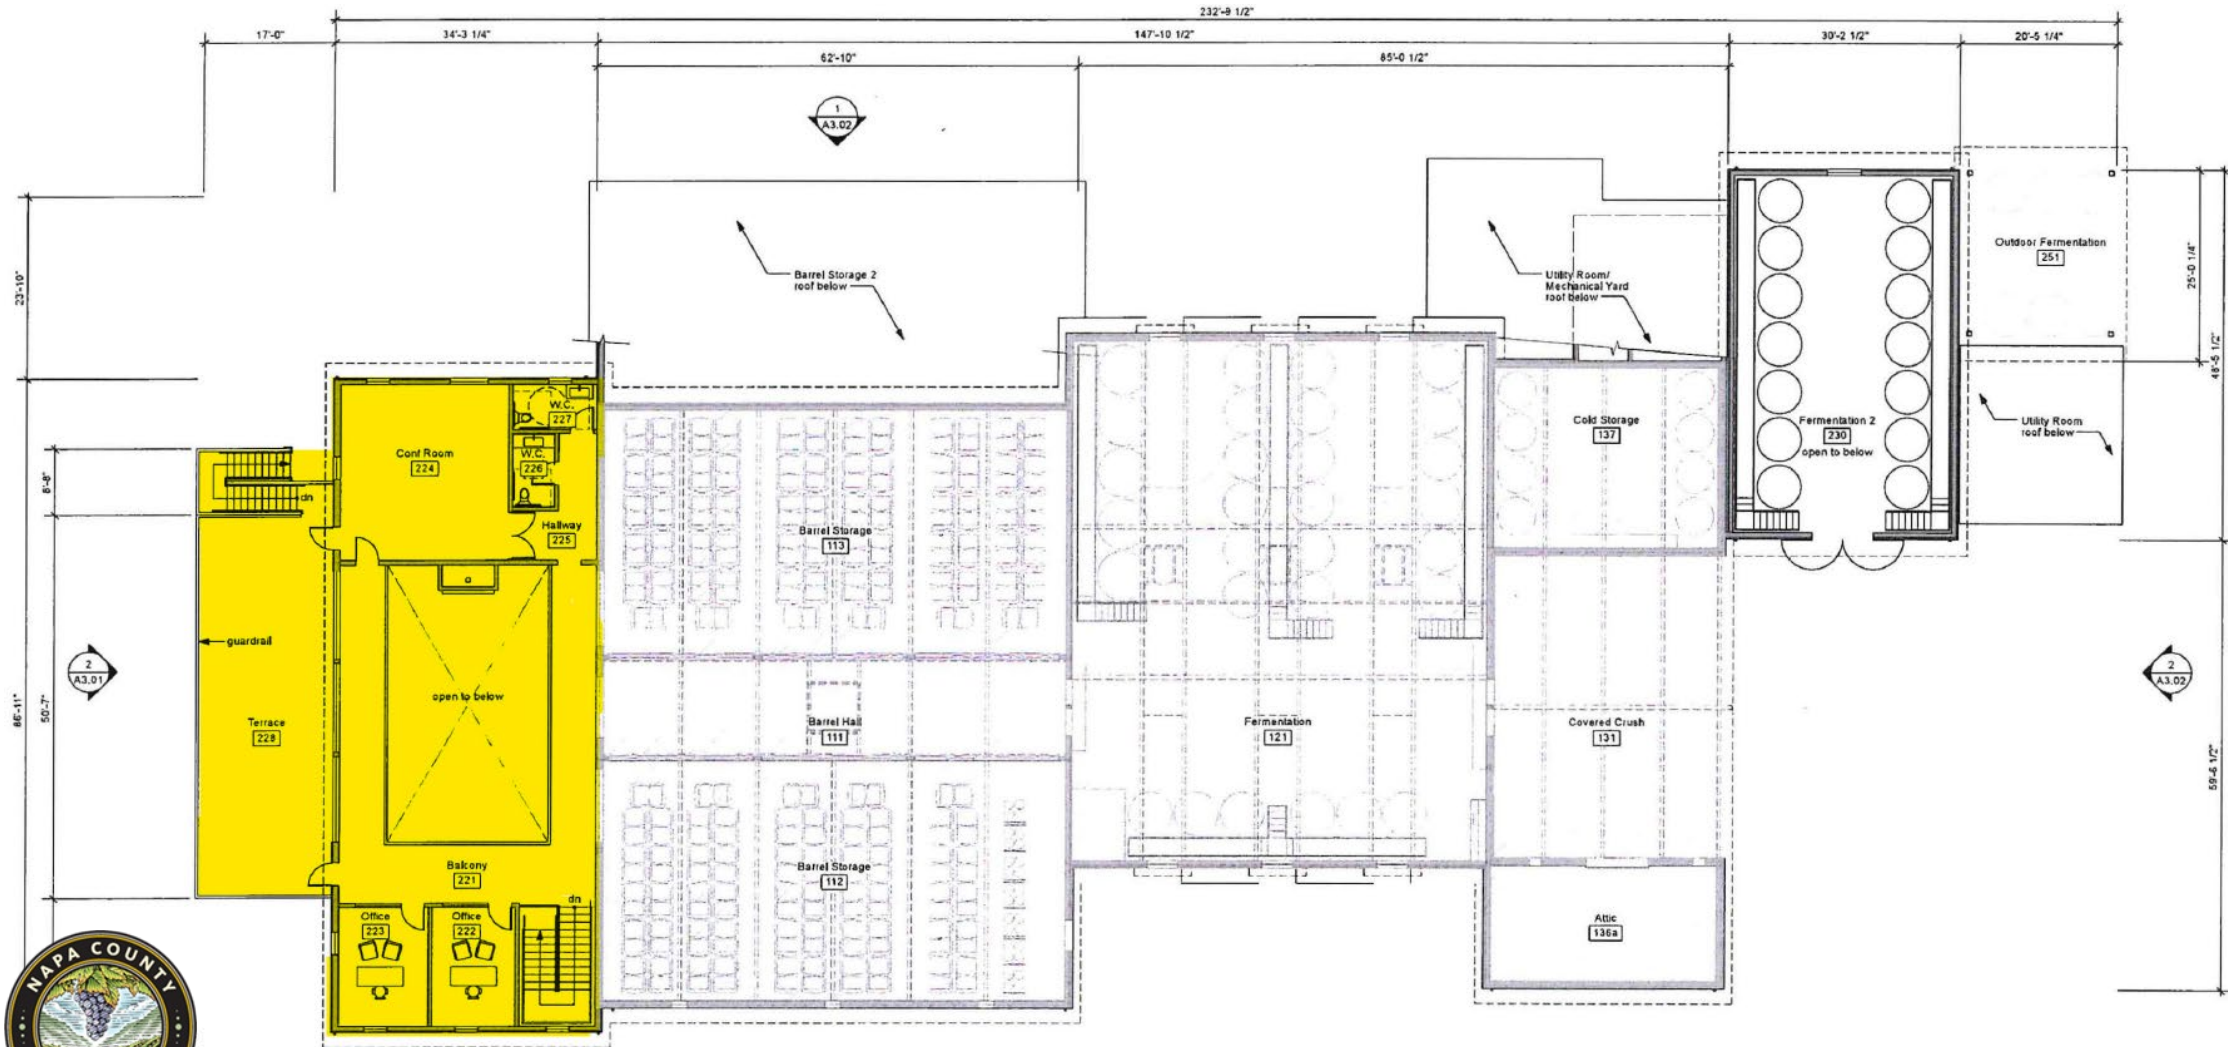 232'-9 1/2"
17'-0"
34'-3 1/4"
147'-10 1/2"
30'-2 1/2"
20'-5 1/4"
62'-10"
85'-0 1/2"
1
A3.02
23'-10"
Barrel Storage 2
roof below
Utility Room/
Mechanical Yard
roof below
Outdoor Fermentation
251
25'-0 1/4"
48'-5 1/2"
W.C.
227
Conf Room
224
W.C.
226
Cold Storage
137
Fermentation 2
230
open to below
Utility Room
roof below
8'-8"
dn
Hallway
225
Barrel Storage
113
guardrail
2
A3.01
open to below
2
A3.02
86'-11"
50'-7"
Terrace
228
Barrel Hall
111
Fermentation
121
Covered Crush
131
59'-6 1/2"
Balcony
221
Barrel Storage
112
dn
Office
223
Office
222
Attic
136a
NAPA COUNTY